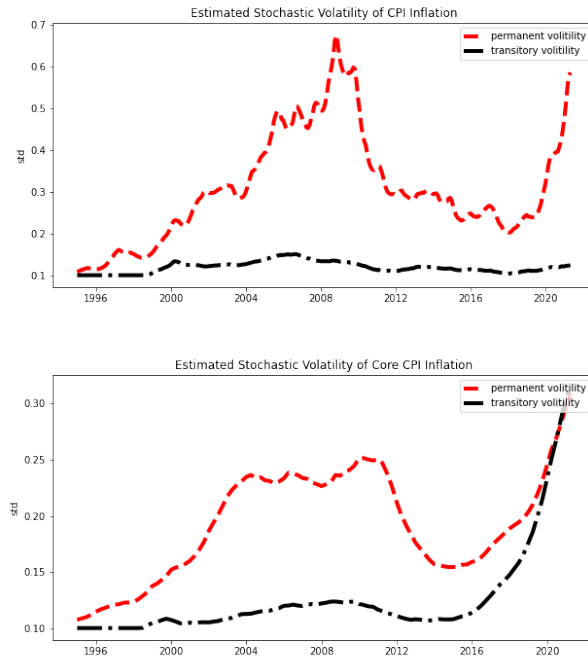 Estimated Stochastic Volatility of CPI Inflation
0.7
permanent volitility
transitory volitility
0.6
0.5
0.4
std
0.3
0.2
0.1
1996 2000 2004 2008 2012 2016 2020
Estimated Stochastic Volatility of Core CPI Inflation
permanent volitility
0.30
transitory volitility
0.25
std
0.20
0.15
0.10
1996 2000 2004 2008 2012 2016 2020